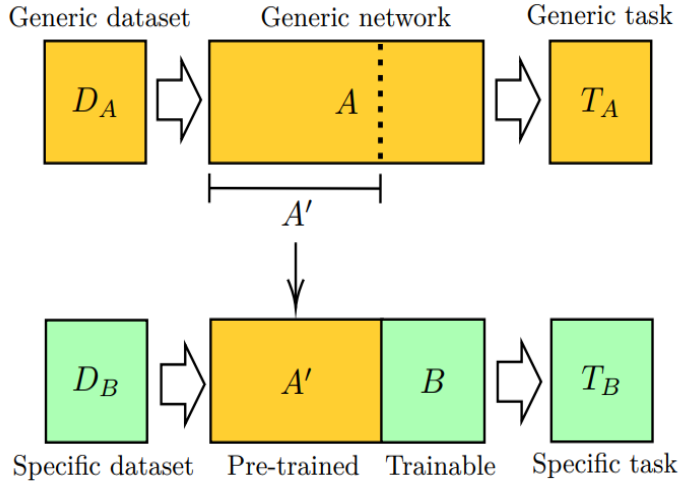 Generic dataset
Generic network
Generic task
D_A
A
T_A
A′
D_B
A′
B
T_B
Specific dataset
Pre-trained
Trainable
Specific task